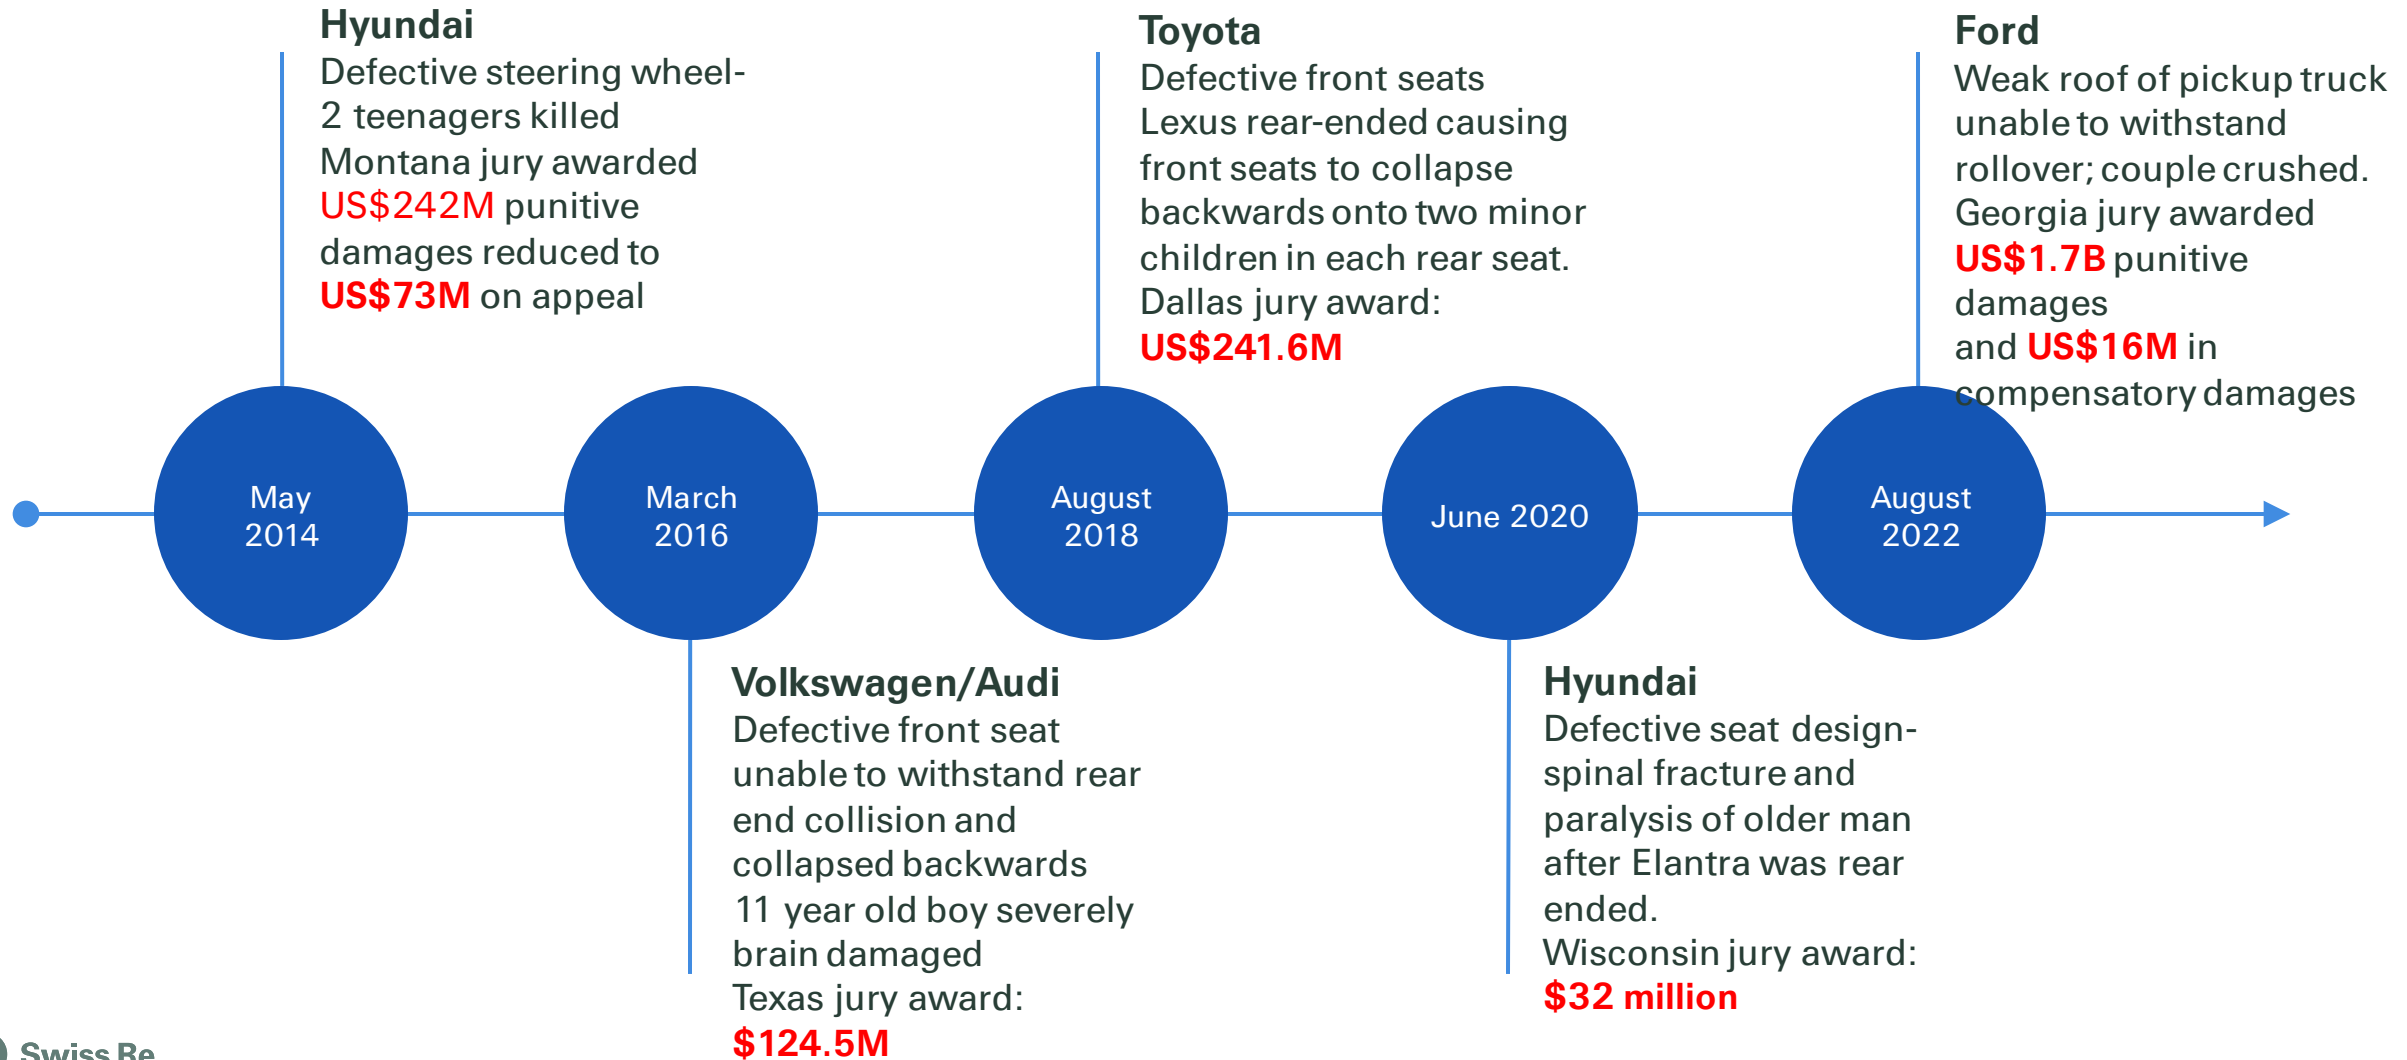 Hyundai
Defective steering wheel-
2 teenagers killed
Montana jury awarded
US$242M punitive
damages reduced to
US$73M on appeal
Toyota
Defective front seats
Lexus rear-ended causing
front seats to collapse
backwards onto two minor
children in each rear seat.
Dallas jury award:
US$241.6M
Ford
Weak roof of pickup truck
unable to withstand
rollover; couple crushed.
Georgia jury awarded
US$1.7B punitive
damages
and US$16M in
compensatory damages
May
2014
March
2016
August
2018
June 2020
August
2022
Volkswagen/Audi
Defective front seat
unable to withstand rear
end collision and
collapsed backwards
11 year old boy severely
brain damaged
Texas jury award:
$124.5M
Hyundai
Defective seat design-
spinal fracture and
paralysis of older man
after Elantra was rear
ended.
Wisconsin jury award:
$32 million
Swiss Re